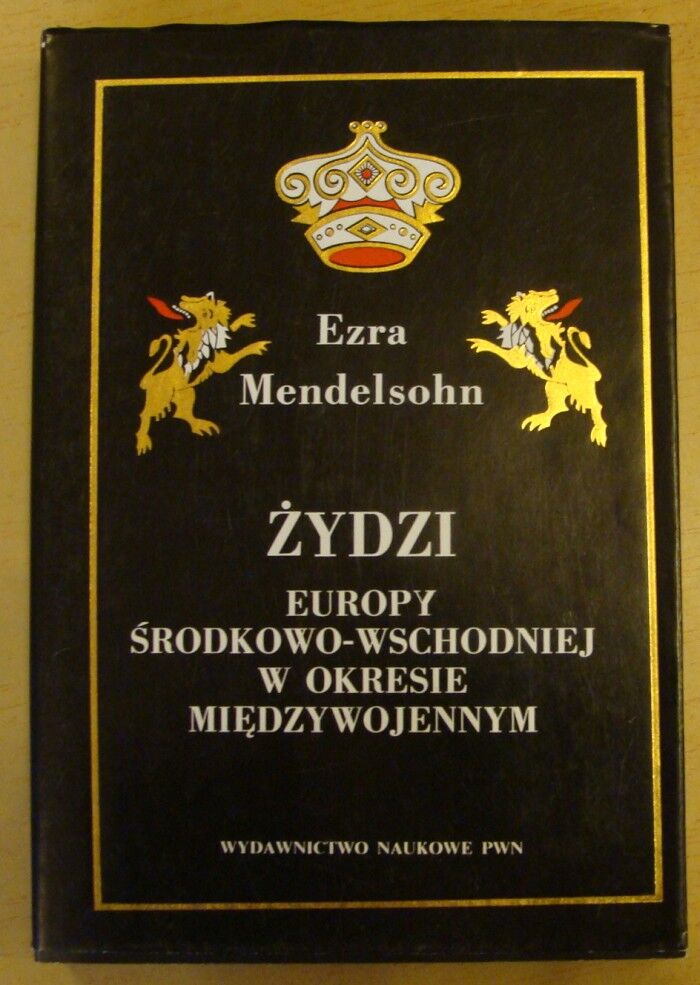 Ezra
Mendelsohn
ŻYDZI
EUROPY
ŚRODKOWO-WSCHODNIEJ
W OKRESIE
MIĘDZYWOJENNYM
WYDAWNICTWO NAUKOWE PWN